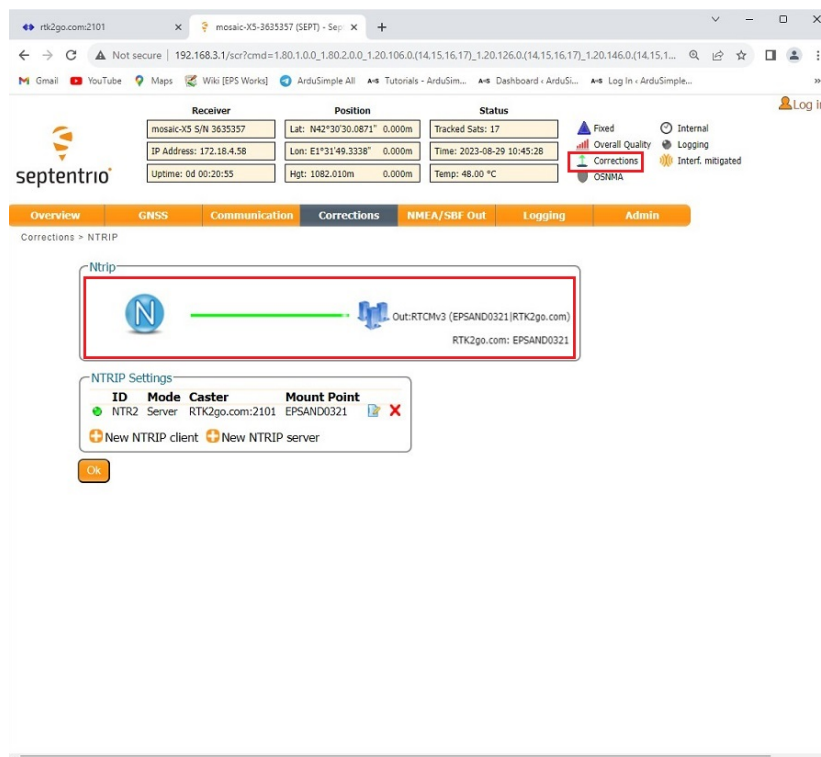 rtk2go.com:2101
mosaic-X5-3635357 (SEPT) - Sep
Not secure | 192.168.3.1/scr?cmd=1.80.1.0.0_1.80.2.0.0_1.20.106.0.(14,15,16,17)_1.20.126.0.(14,15,16,17)_1.20.146.0.(14,15,1...
Gmail YouTube Maps Wiki [EPS Works] ArduSimple All Tutorials - ArduSim... Dashboard ‹ ArduSi... Log In ‹ ArduSimple... »
Log i
septentrio
Receiver Position Status
mosaic-X5 S/N 3635357 Lat: N42°30'30.0871" 0.000m Tracked Sats: 17 Fixed Internal
IP Address: 172.18.4.58 Lon: E1°31'49.3338" 0.000m Time: 2023-08-29 10:45:28 Overall Quality Logging
Corrections Interf. mitigated
Uptime: 0d 00:20:55 Hgt: 1082.010m 0.000m Temp: 48.00 °C OSNMA
Overview GNSS Communication Corrections NMEA/SBF Out Logging Admin
Corrections > NTRIP
Ntrip
N
Out:RTCMv3 (EPSAND0321|RTK2go.com)
RTK2go.com: EPSAND0321
NTRIP Settings
ID Mode Caster Mount Point
NTR2 Server RTK2go.com:2101 EPSAND0321
New NTRIP client New NTRIP server
Ok